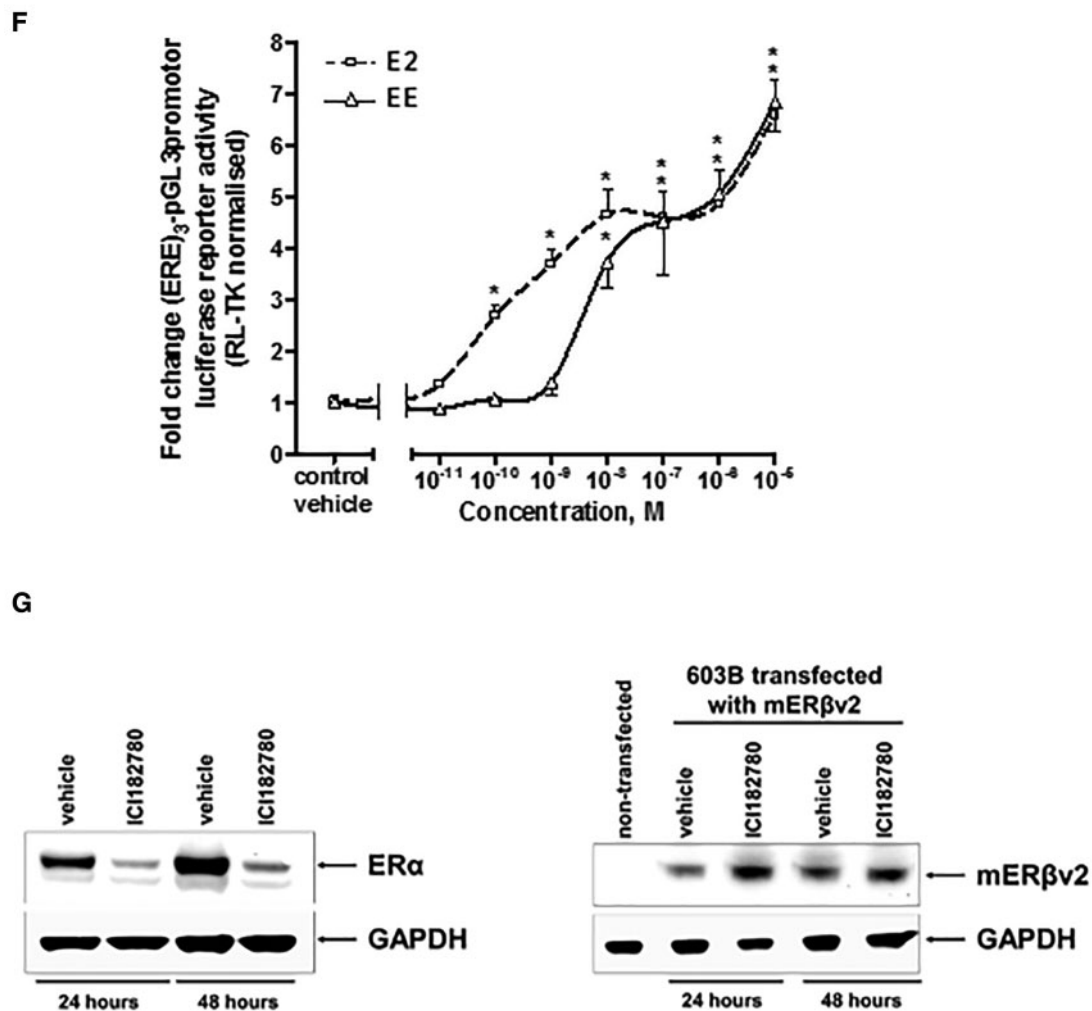 F
Fold change (ERE)₃-pGL3promotor
luciferase reporter activity
(RL-TK normalised)
8
7
6
5
4
3
2
1
0
E2
EE
*
*
*
*
*
*
*
*
*
*
control
vehicle
10⁻¹¹ 10⁻¹⁰ 10⁻⁹ 10⁻⁸ 10⁻⁷ 10⁻⁶ 10⁻⁵
Concentration, M
G
vehicle
ICI182780
vehicle
ICI182780
ERα
GAPDH
24 hours
48 hours
603B transfected
with mERβv2
non-transfected
vehicle
ICI182780
vehicle
ICI182780
mERβv2
GAPDH
24 hours
48 hours